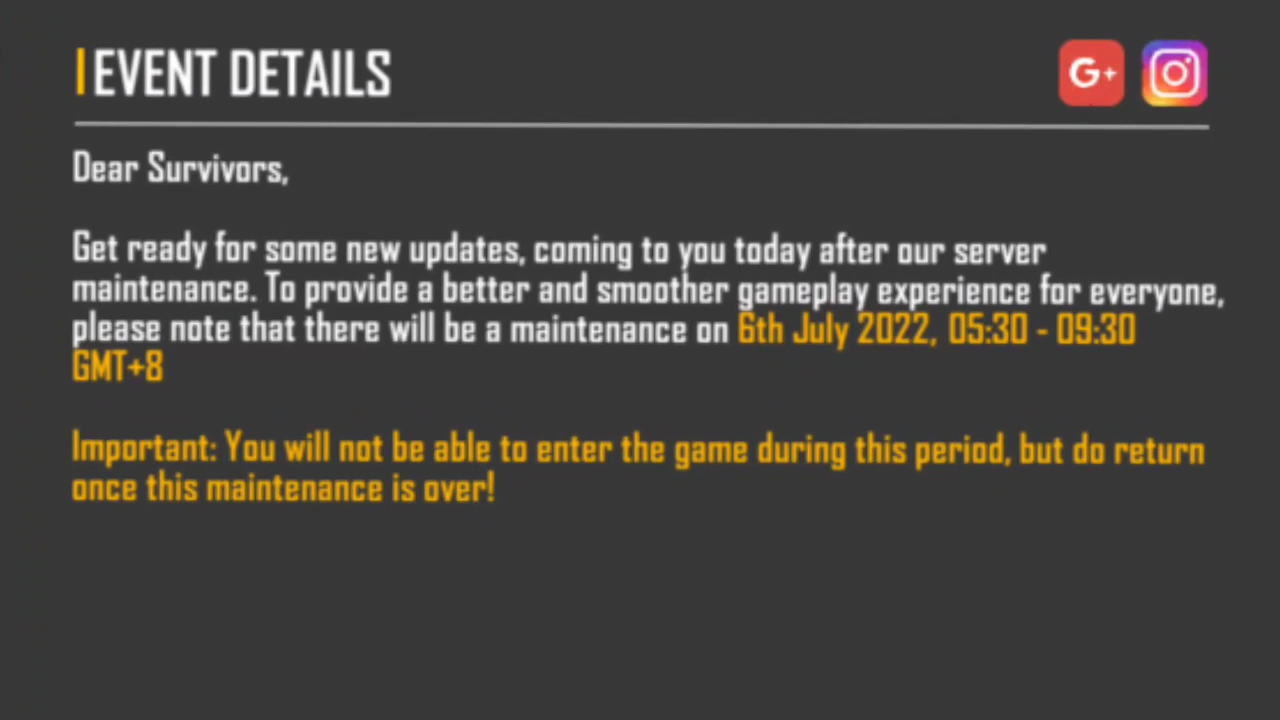 EVENT DETAILS
G+
Dear Survivors,
Get ready for some new updates, coming to you today after our server
maintenance. To provide a better and smoother gameplay experience for everyone,
please note that there will be a maintenance on 6th July 2022, 05:30 - 09:30
GMT+8
Important: You will not be able to enter the game during this period, but do return
once this maintenance is over!